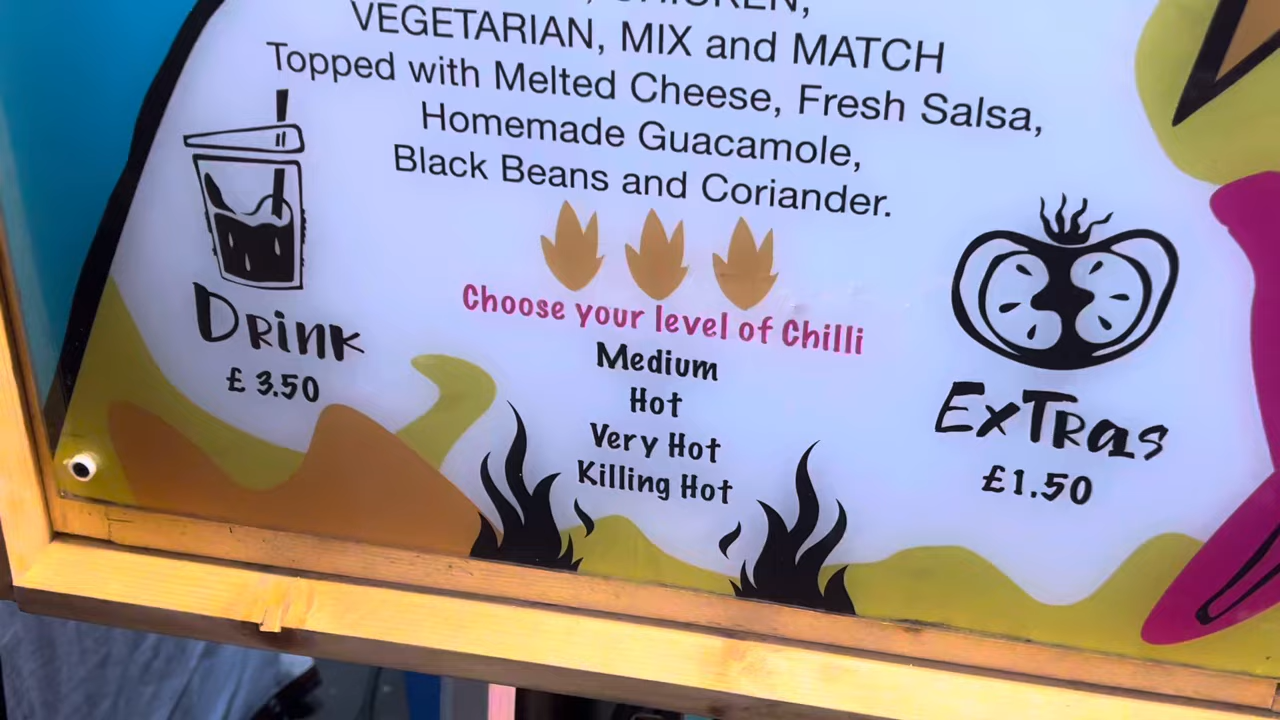 CHICKEN,
VEGETARIAN, MIX and MATCH
Topped with Melted Cheese, Fresh Salsa,
Homemade Guacamole,
Black Beans and Coriander.
Choose your level of Chilli
Medium
Hot
Very Hot
Killing Hot
Drink
£ 3.50
ExTRas
£1.50